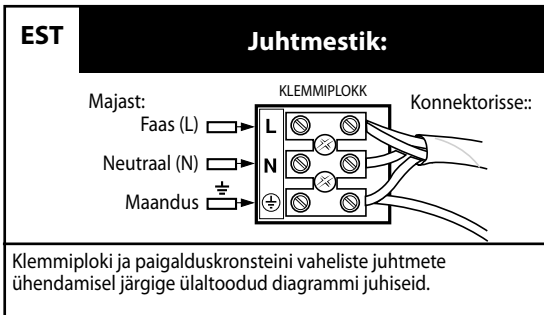 EST
Juhtmestik:
KLEMMIPLOKK
Majast:
Konnektorisse::
Faas (L)
L
Neutraal (N)
N
Maandus
Klemmiploki ja paigalduskronsteini vaheliste juhtmete
ühendamisel järgige ülaltoodud diagrammi juhiseid.